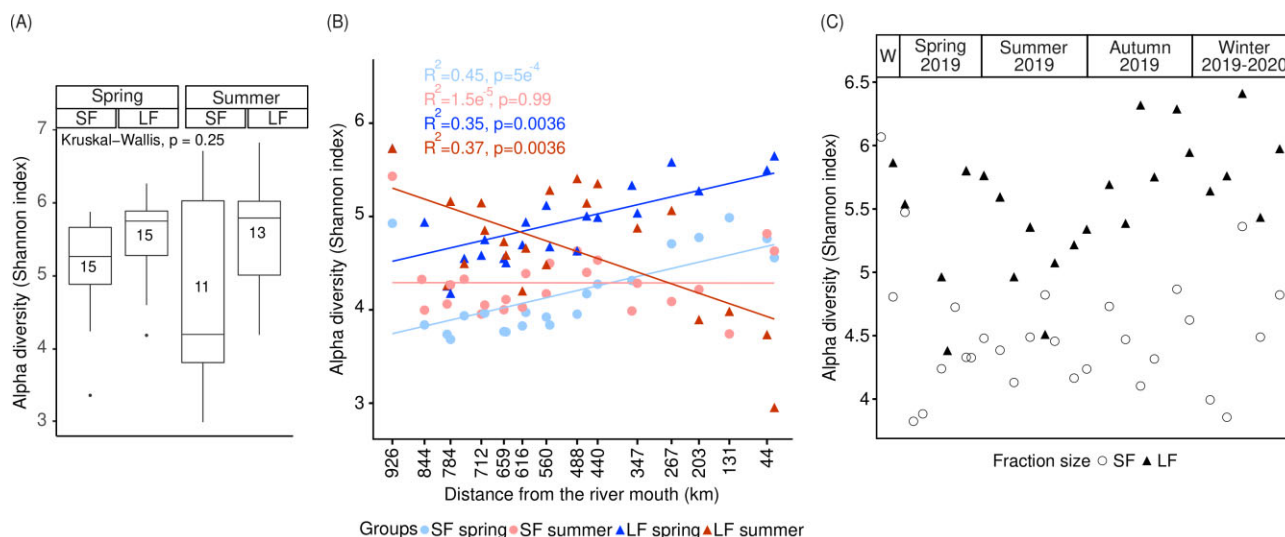 (A)
Spring
Summer
SF
LF
SF
LF
Kruskal−Wallis, p = 0.25
7
6
5
4
3
15
15
11
13
Alpha diversity (Shannon index)
(B)
R²=0.45, p=5e⁻⁴
R²=1.5e⁻⁵, p=0.99
R²=0.35, p=0.0036
R²=0.37, p=0.0036
6
5
4
3
Alpha diversity (Shannon index)
926
844
784
712
659
616
560
488
440
347
267
203
131
44
Distance from the river mouth (km)
Groups SF spring SF summer LF spring LF summer
(C)
W
Spring
2019
Summer
2019
Autumn
2019
Winter
2019-2020
6.5
6
5.5
5
4.5
4
Alpha diversity (Shannon index)
Fraction size SF LF